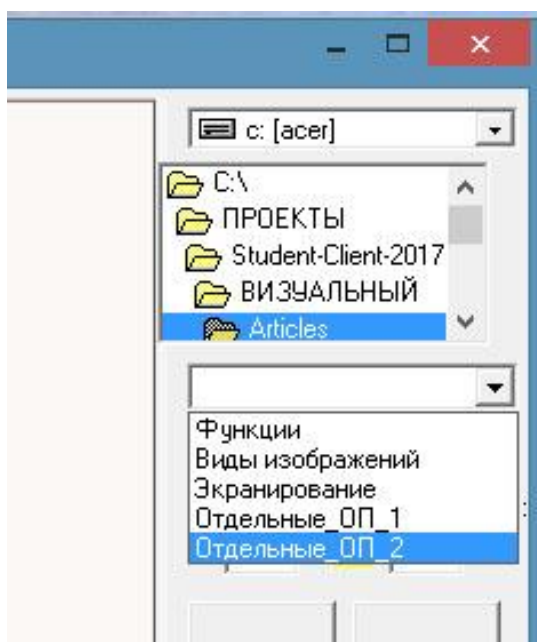 c: [acer]
C:\
ПРОЕКТЫ
Student-Client-2017
ВИЗУАЛЬНЫЙ
Articles
Функции
Виды изображений
Экранирование
Отдельные_ОП_1
Отдельные_ОП_2